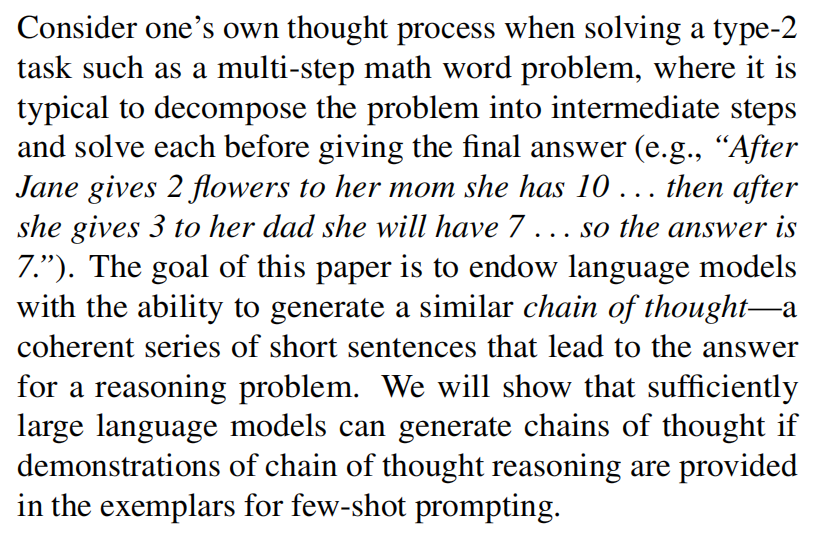 Consider one’s own thought process when solving a type-2
task such as a multi-step math word problem, where it is
typical to decompose the problem into intermediate steps
and solve each before giving the final answer (e.g., “After
Jane gives 2 flowers to her mom she has 10 . . . then after
she gives 3 to her dad she will have 7 . . . so the answer is
7.”). The goal of this paper is to endow language models
with the ability to generate a similar chain of thought—a
coherent series of short sentences that lead to the answer
for a reasoning problem. We will show that sufficiently
large language models can generate chains of thought if
demonstrations of chain of thought reasoning are provided
in the exemplars for few-shot prompting.